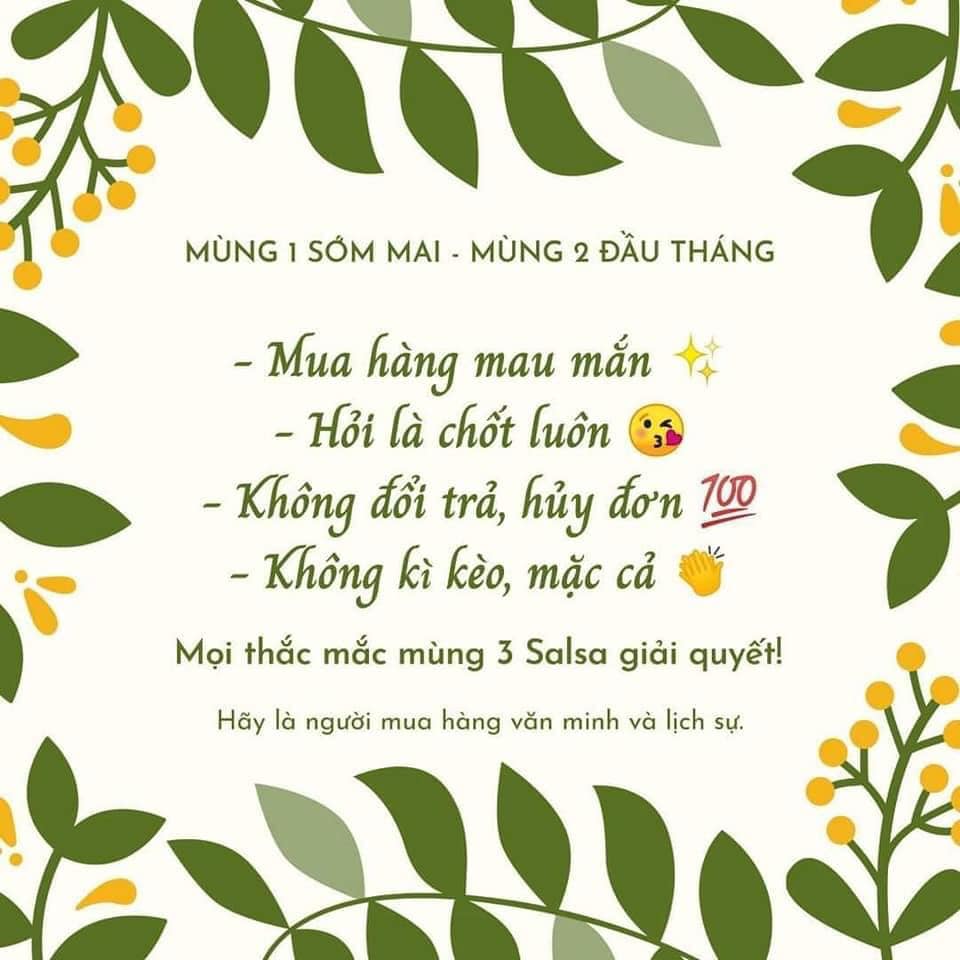 MÙNG 1 SỚM MAI - MÙNG 2 ĐẦU THÁNG
- Mua hàng mau mắn ✨
- Hỏi là chốt luôn 😘
- Không đổi trả, hủy đơn 💯
- Không kì kèo, mặc cả 👏
Mọi thắc mắc mùng 3 Salsa giải quyết!
Hãy là người mua hàng văn minh và lịch sự.